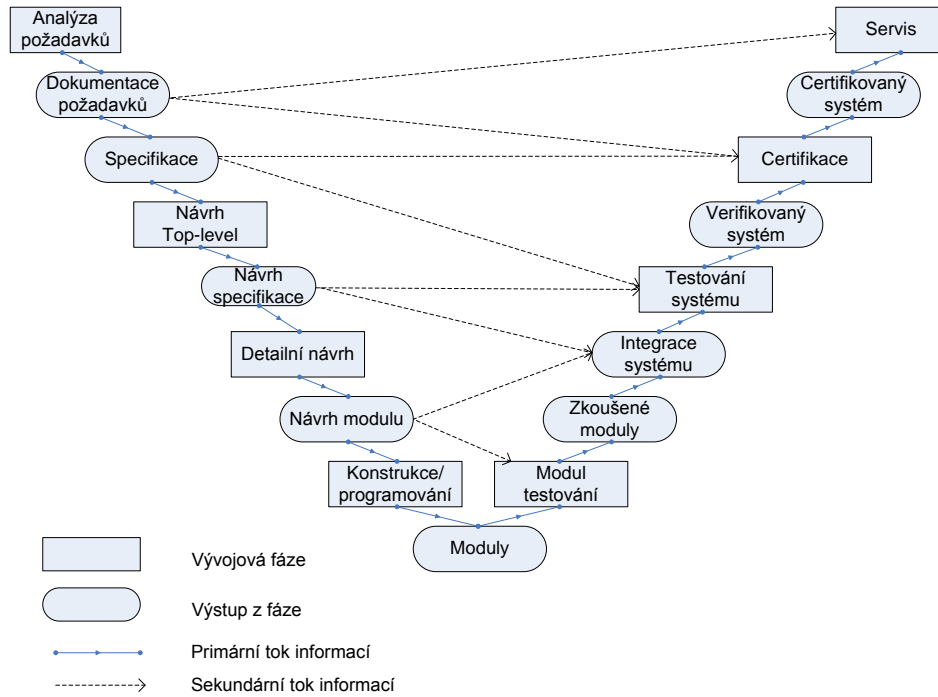 Analýza
požadavků
Servis
Dokumentace
požadavků
Certifikovaný
systém
Specifikace
Certifikace
Návrh
Top-level
Verifikovaný
systém
Návrh
specifikace
Testování
systému
Detailní návrh
Integrace
systému
Návrh modulu
Zkoušené
moduly
Konstrukce/
programování
Modul
testování
Moduly
Vývojová fáze
Výstup z fáze
Primární tok informací
Sekundární tok informací